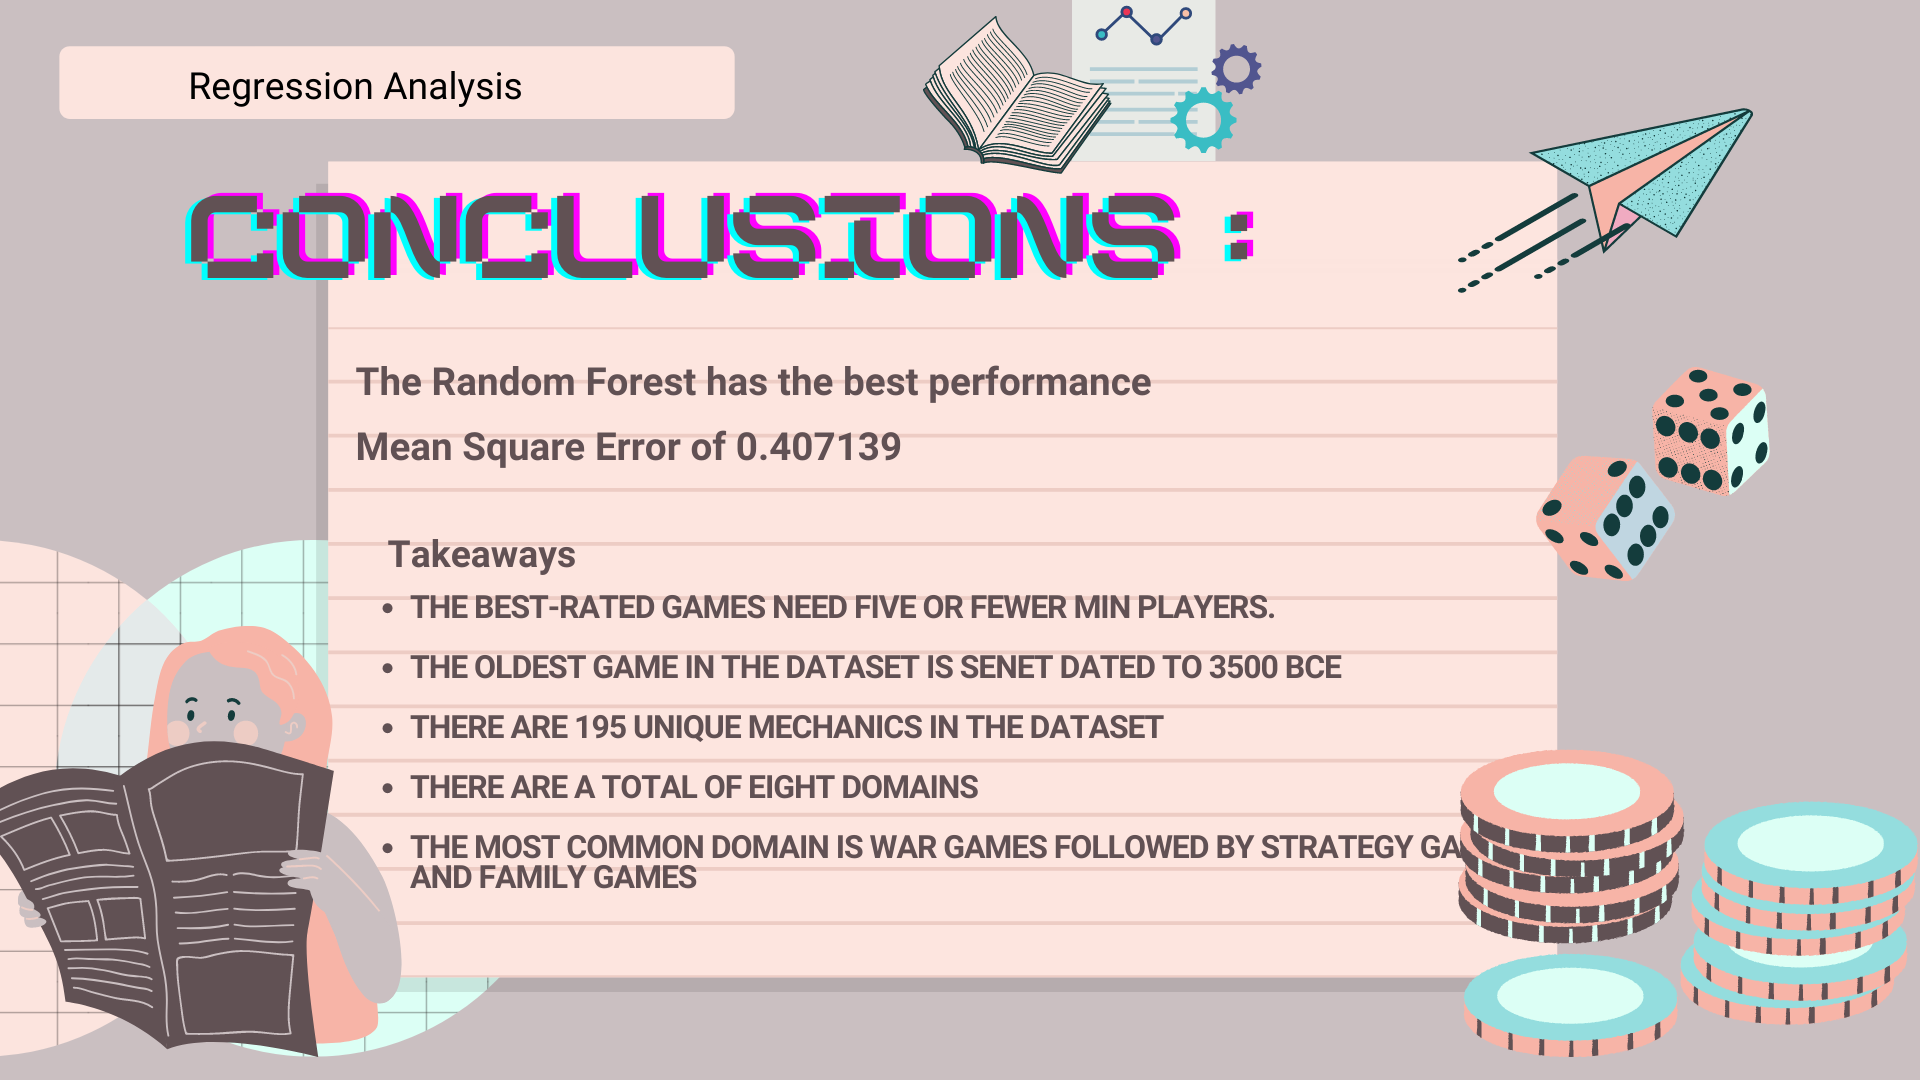 Regression Analysis
CONCLUSIONS :
The Random Forest has the best performance
Mean Square Error of 0.407139
Takeaways
• THE BEST-RATED GAMES NEED FIVE OR FEWER MIN PLAYERS.
• THE OLDEST GAME IN THE DATASET IS SENET DATED TO 3500 BCE
• THERE ARE 195 UNIQUE MECHANICS IN THE DATASET
• THERE ARE A TOTAL OF EIGHT DOMAINS
• THE MOST COMMON DOMAIN IS WAR GAMES FOLLOWED BY STRATEGY
AND FAMILY GAMES